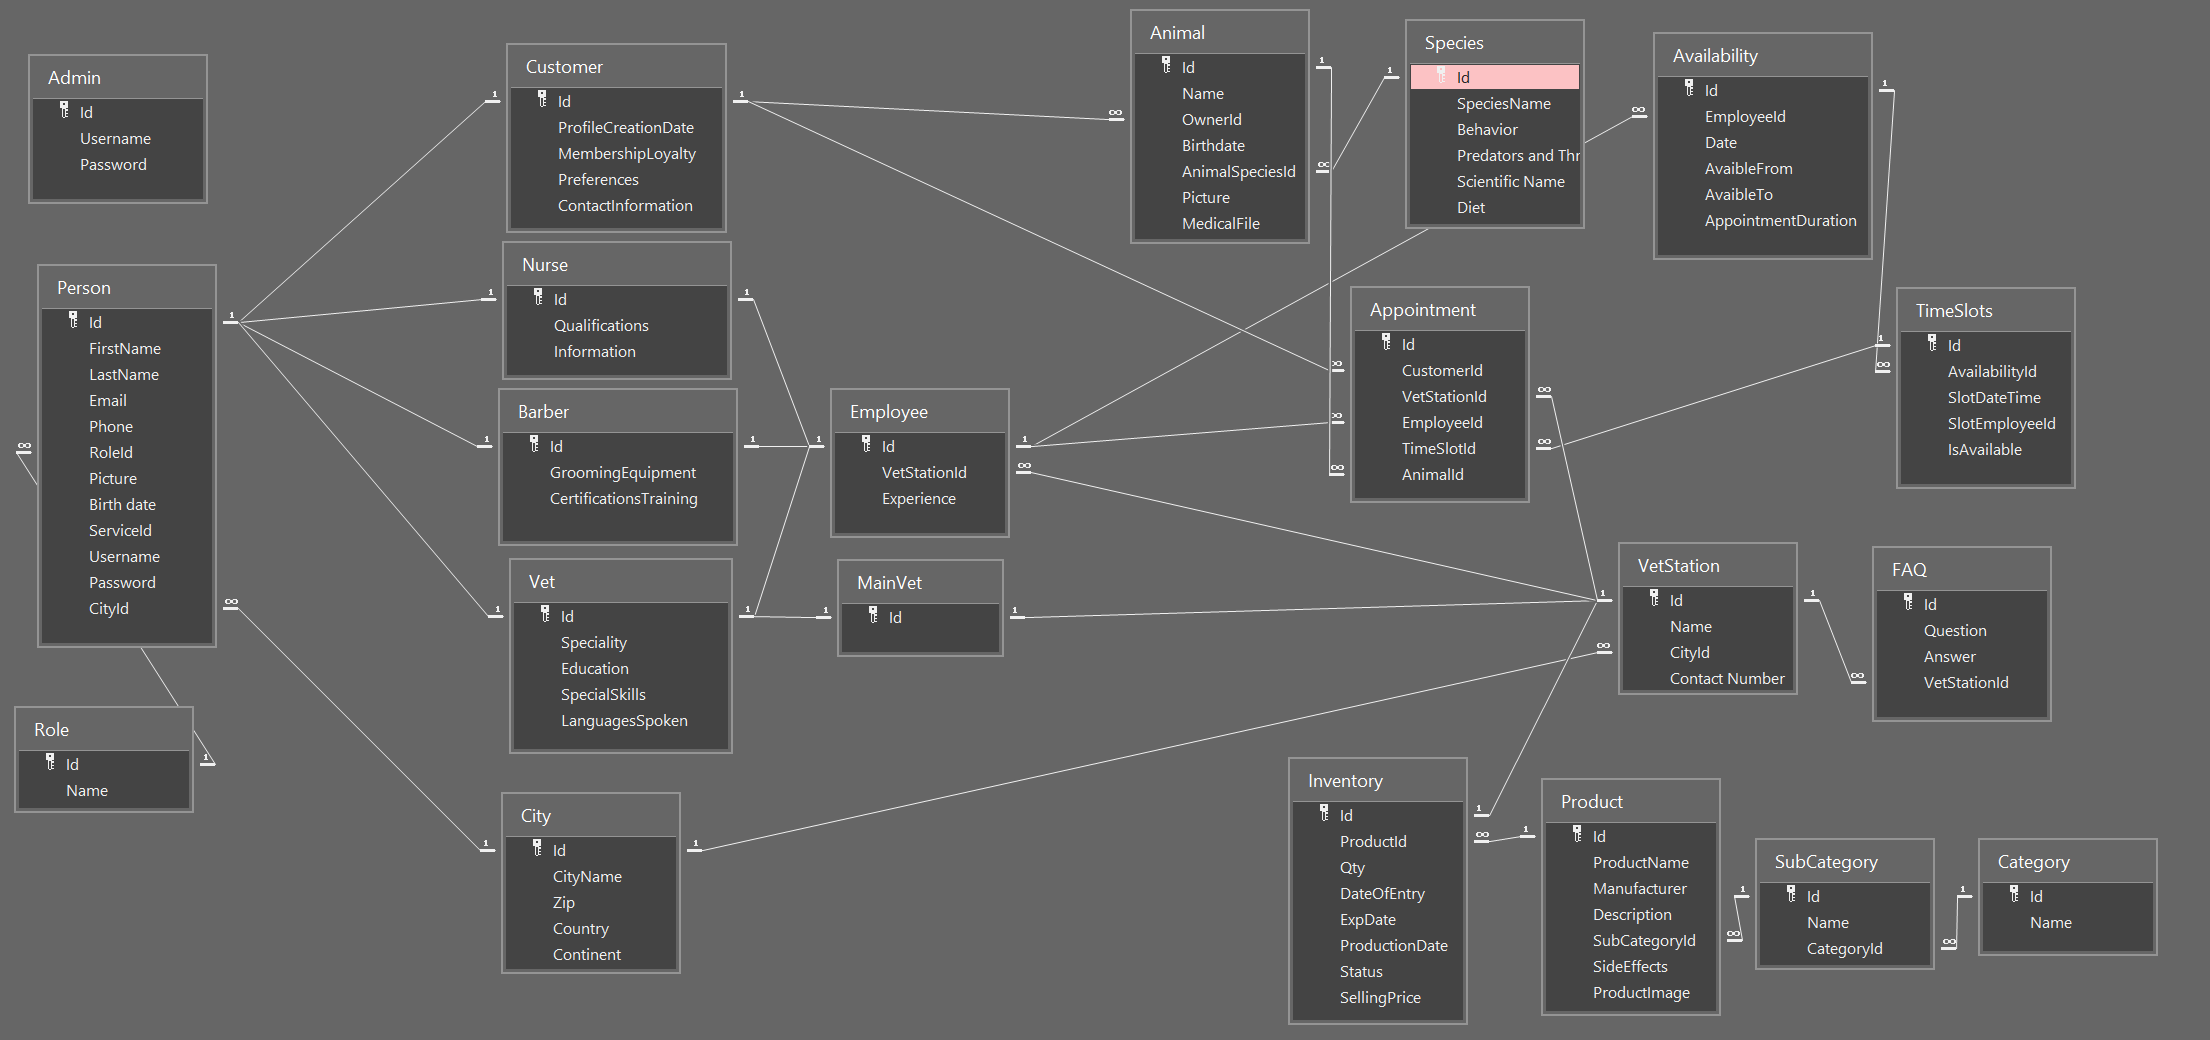 Admin
Id
Username
Password
Person
Id
FirstName
LastName
Email
Phone
RoleId
Picture
Birth date
ServiceId
Username
Password
CityId
Role
Id
Name
Customer
Id
ProfileCreationDate
MembershipLoyalty
Preferences
ContactInformation
Nurse
Id
Qualifications
Information
Barber
Id
GroomingEquipment
CertificationsTraining
Vet
Id
Speciality
Education
SpecialSkills
LanguagesSpoken
City
Id
CityName
Zip
Country
Continent
Employee
Id
VetStationId
Experience
MainVet
Id
Animal
Id
Name
OwnerId
Birthdate
AnimalSpeciesId
Picture
MedicalFile
Species
Id
SpeciesName
Behavior
Predators and Thr
Scientific Name
Diet
Availability
Id
EmployeeId
Date
AvaibleFrom
AvaibleTo
AppointmentDuration
Appointment
Id
CustomerId
VetStationId
EmployeeId
TimeSlotId
AnimalId
TimeSlots
Id
AvailabilityId
SlotDateTime
SlotEmployeeId
IsAvailable
VetStation
Id
Name
CityId
Contact Number
FAQ
Id
Question
Answer
VetStationId
Inventory
Id
ProductId
Qty
DateOfEntry
ExpDate
ProductionDate
Status
SellingPrice
Product
Id
ProductName
Manufacturer
Description
SubCategoryId
SideEffects
ProductImage
SubCategory
Id
Name
CategoryId
Category
Id
Name